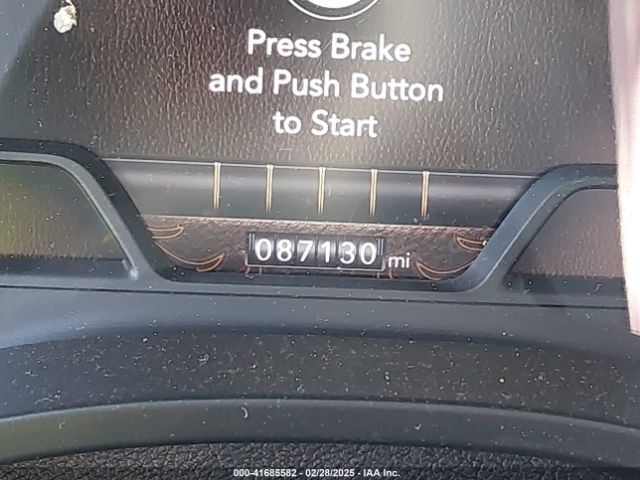 Press Brake
and Push Button
to Start
087130 mi
000-41685582 - 02/28/2025 - IAA Inc.